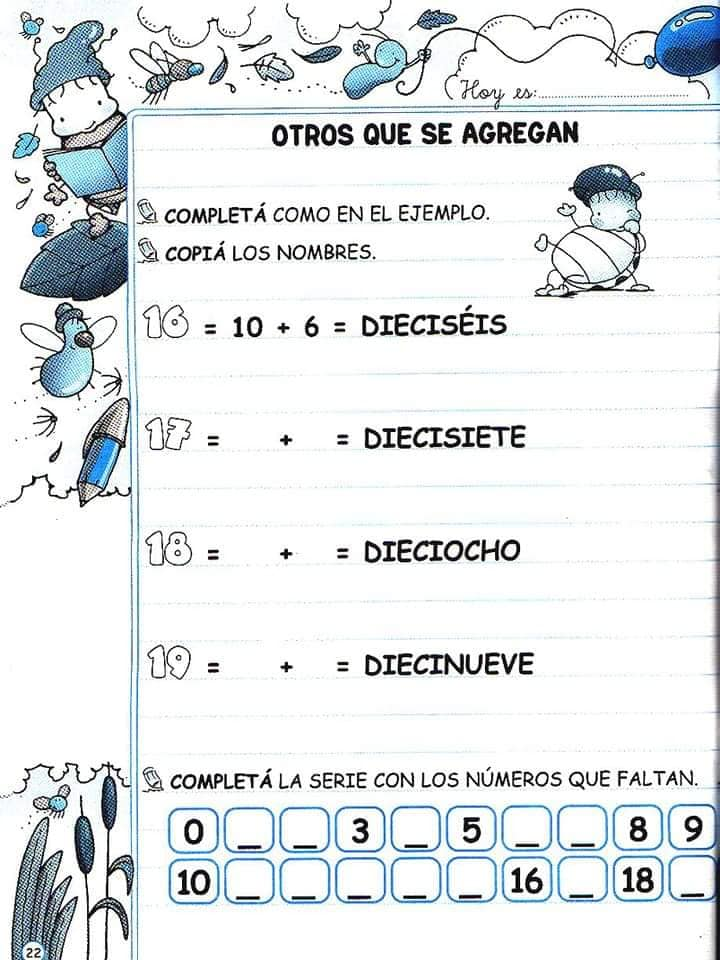 Hoy es:
OTROS QUE SE AGREGAN
COMPLETÁ COMO EN EL EJEMPLO.
COPIÁ LOS NOMBRES.
16 = 10 + 6 = DIECISÉIS
17 = + = DIECISIETE
18 = + = DIECIOCHO
19 = + = DIECINUEVE
COMPLETÁ LA SERIE CON LOS NÚMEROS QUE FALTAN.
0 _ _ 3 _ 5 _ _ 8 9
10 _ _ _ _ _ 16 _ 18 _
22